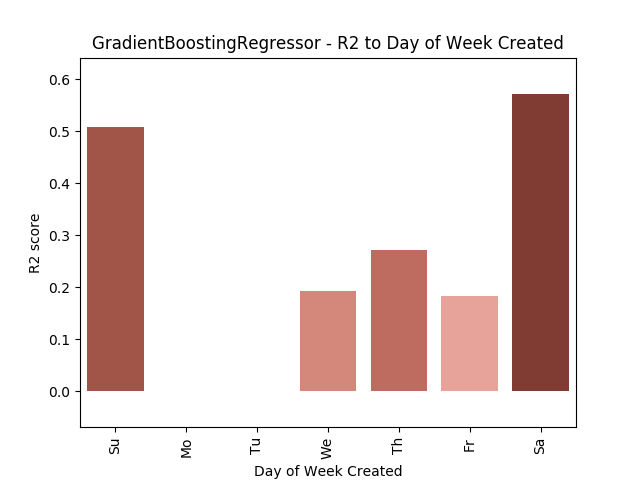 GradientBoostingRegressor - R2 to Day of Week Created
0.6
0.5
0.4
0.3
0.2
0.1
0.0
R2 score
Su Mo Tu We Th Fr Sa
Day of Week Created